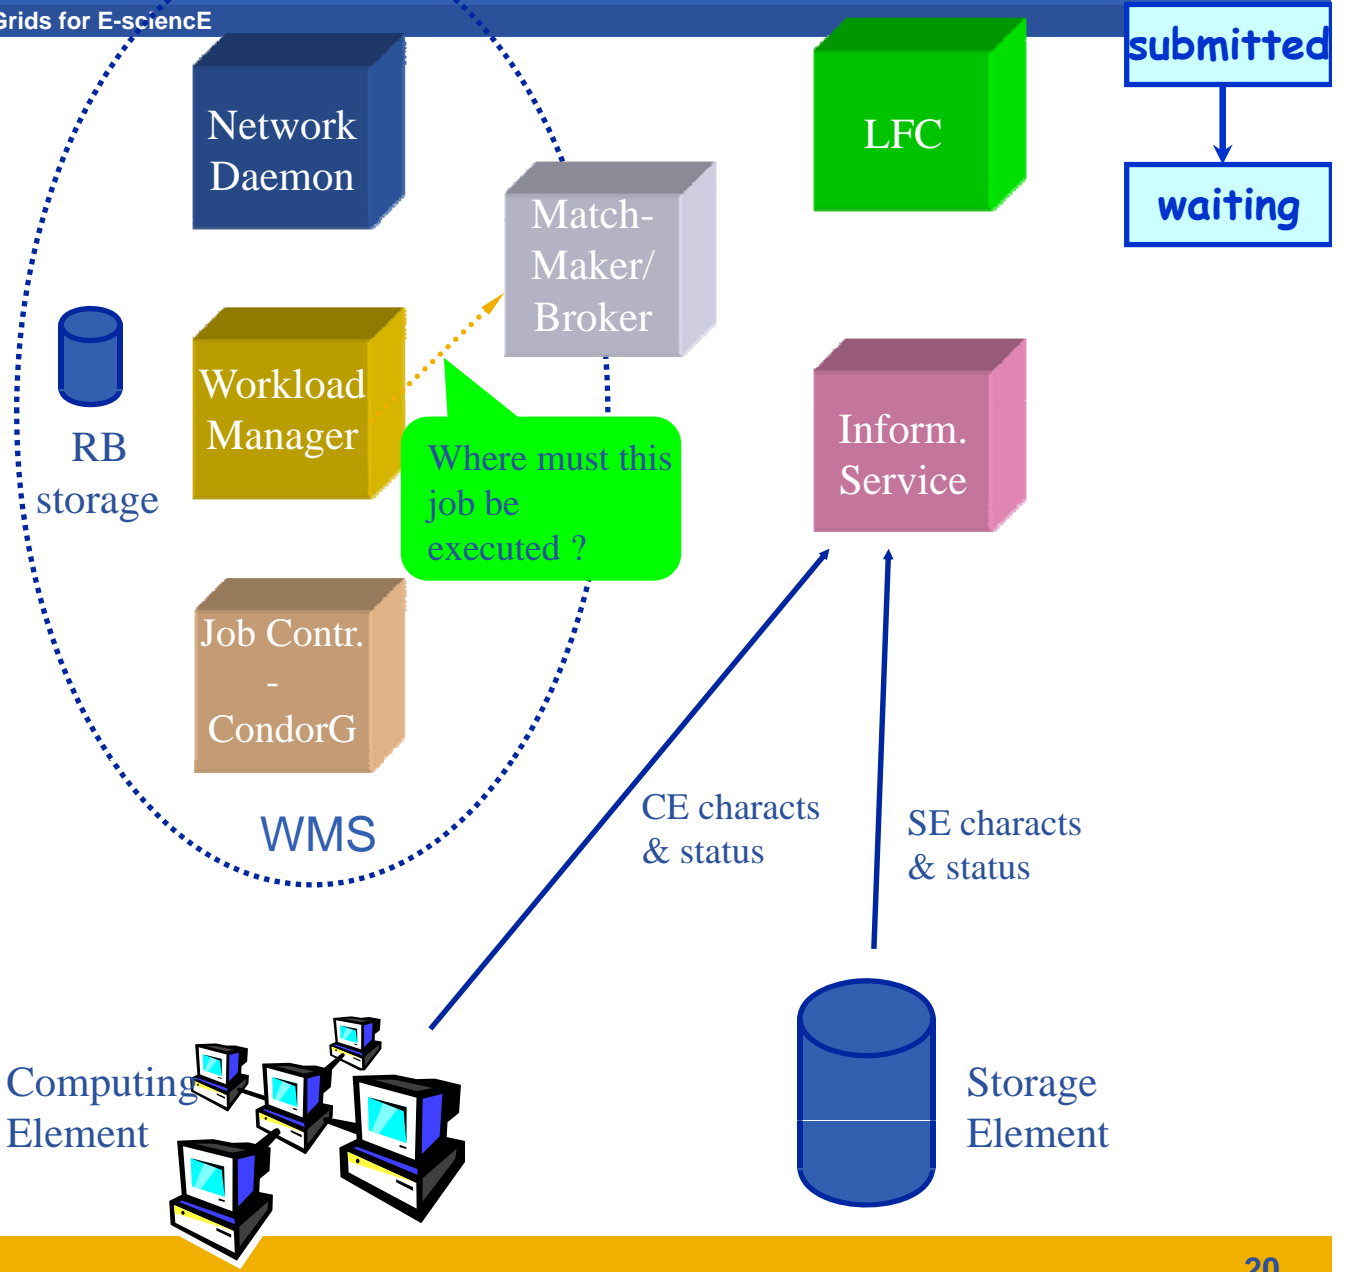 Grids for E-sciencE
submitted
waiting
Network
Daemon
LFC
Match-
Maker/
Broker
Workload
Manager
RB
storage
Where must this
job be
executed ?
Inform.
Service
Job Contr.
-
CondorG
WMS
CE characts
& status
SE characts
& status
Computing
Element
Storage
Element
20